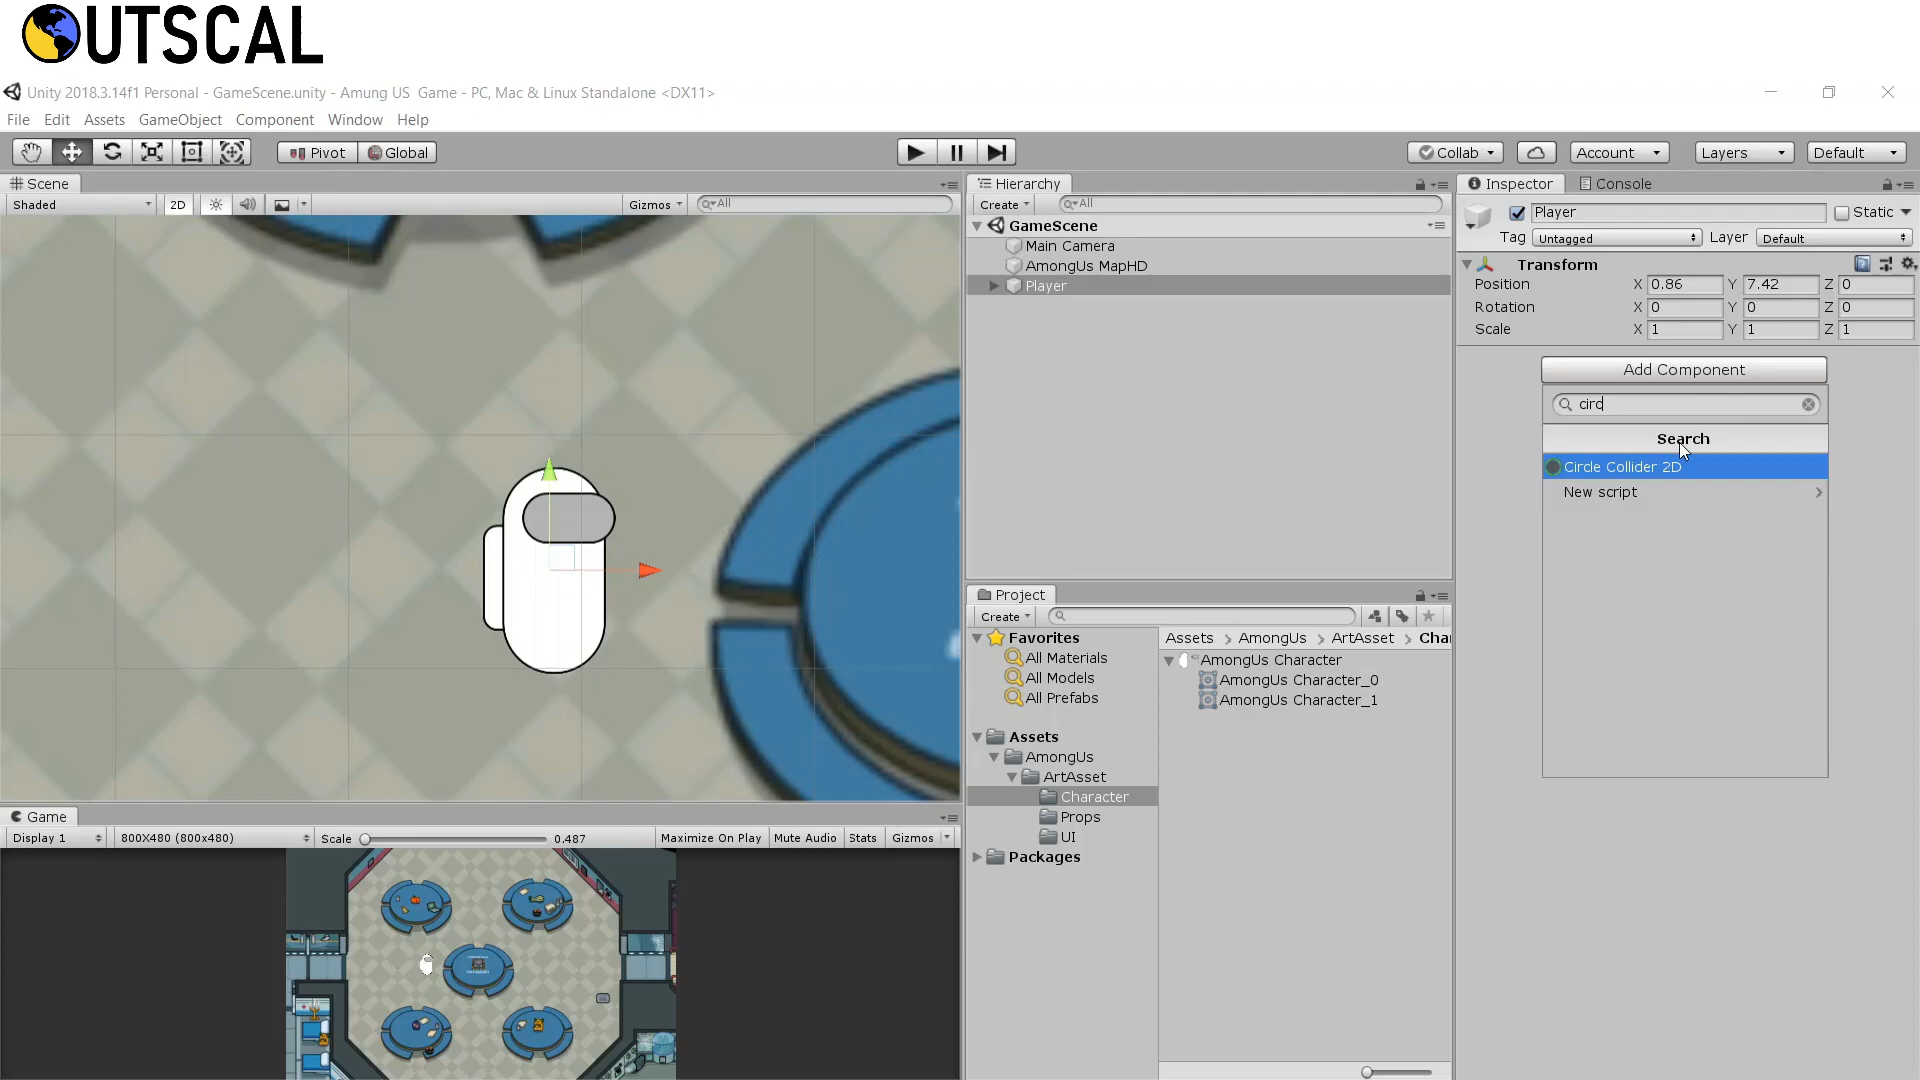 OUTSCAL
Unity 2018.3.14f1 Personal - GameScene.unity - Amung US Game - PC, Mac & Linux Standalone <DX11>
File Edit Assets GameObject Component Window Help
Pivot Global
Collab Account Layers Default
Scene
Shaded 2D Gizmos All
Hierarchy
Create All
GameScene
Main Camera
AmongUs MapHD
Player
Inspector Console
Player Static
Tag Untagged Layer Default
Transform
Position X 0.86 Y 7.42 Z 0
Rotation X 0 Y 0 Z 0
Scale X 1 Y 1 Z 1
Add Component
circ
Search
Circle Collider 2D
New script
Project
Create
Favorites
All Materials
All Models
All Prefabs
Assets
AmongUs
ArtAsset
Character
Props
UI
Packages
Assets > AmongUs > ArtAsset > Char
AmongUs Character
AmongUs Character_0
AmongUs Character_1
Game
Display 1 800X480 (800x480) Scale 0.487 Maximize On Play Mute Audio Stats Gizmos